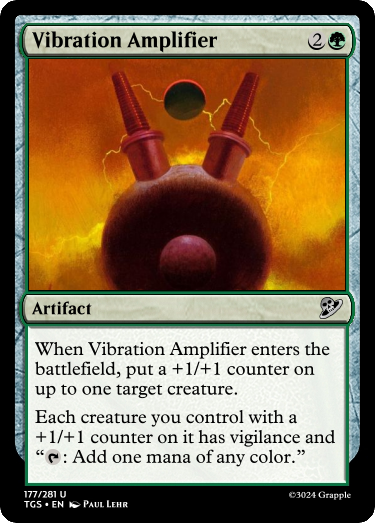 Vibration Amplifier 2
Artifact
When Vibration Amplifier enters the
battlefield, put a +1/+1 counter on
up to one target creature.
Each creature you control with a
+1/+1 counter on it has vigilance and
“: Add one mana of any color.”
177/281 U
TGS • EN Paul Lehr
©3024 Grapple